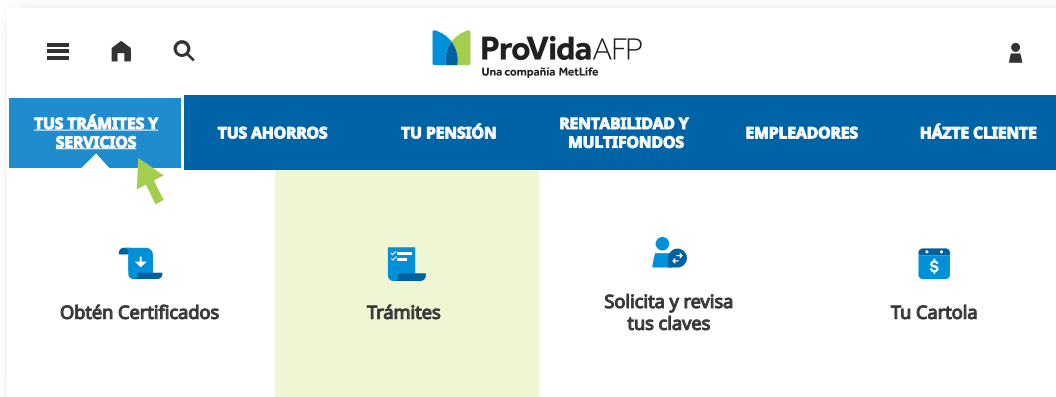 ProVidaAFP
Una compañía MetLife
TUS TRÁMITES Y
SERVICIOS
TUS AHORROS
TU PENSIÓN
RENTABILIDAD Y
MULTIFONDOS
EMPLEADORES
HÁZTE CLIENTE
Obtén Certificados
Trámites
Solicita y revisa
tus claves
$
Tu Cartola